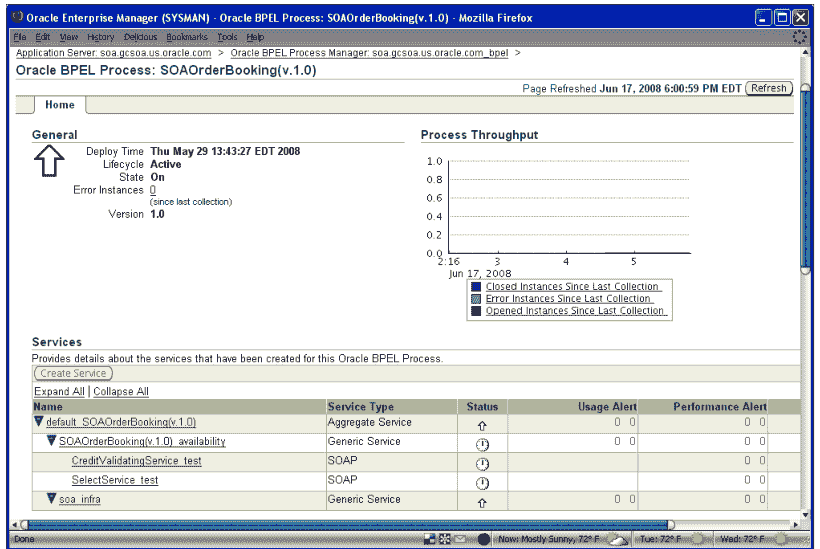 Oracle Enterprise Manager (SYSMAN) - Oracle BPEL Process: SOAOrderBooking(v.1.0) - Mozilla Firefox
File Edit View History Delicious Bookmarks Tools Help
Application Server: soa.gcsoa.us.oracle.com > Oracle BPEL Process Manager: soa.gcsoa.us.oracle.com_bpel >
Oracle BPEL Process: SOAOrderBooking(v.1.0)
Page Refreshed Jun 17, 2008 6:00:59 PM EDT Refresh
Home
General
Deploy Time Thu May 29 13:43:27 EDT 2008
Lifecycle Active
State On
Error Instances 0
(since last collection)
Version 1.0
Process Throughput
1.0
0.8
0.6
0.4
0.2
0.0
2:16 3 4 5
Jun 17, 2008
Closed Instances Since Last Collection
Error Instances Since Last Collection
Opened Instances Since Last Collection
Services
Provides details about the services that have been created for this Oracle BPEL Process.
Create Service
Expand All | Collapse All
Name Service Type Status Usage Alert Performance Alert
default_SOAOrderBooking(v.1.0) Aggregate Service 0 0 0 0
SOAOrderBooking(v.1.0)_availability Generic Service 0 0 0 0
CreditValidatingService_test SOAP 0 0
SelectService_test SOAP 0 0
soa_infra Generic Service 0 0 0 0
Done Now: Mostly Sunny, 72° F Tue: 72° F Wed: 72° F